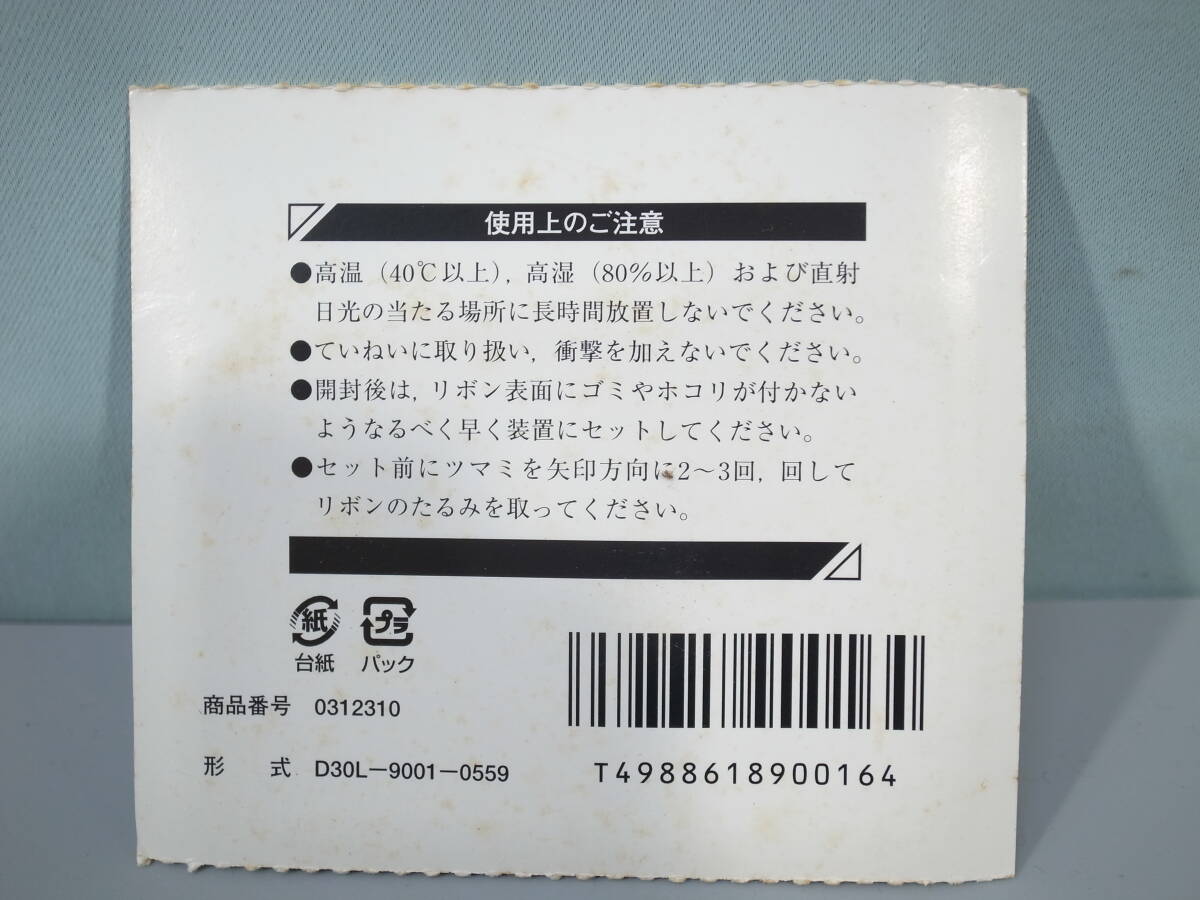 使用上のご注意
●高温（40℃以上），高湿（80%以上）および直射
日光の当たる場所に長時間放置しないでください。
●ていねいに取り扱い，衝撃を加えないでください。
●開封後は，リボン表面にゴミやホコリが付かない
ようなるべく早く装置にセットしてください。
●セット前にツマミを矢印方向に2〜3回，回して
リボンのたるみを取ってください。
紙 プラ
台紙 パック
商品番号 0312310
形式 D30L-9001-0559
T4988618900164